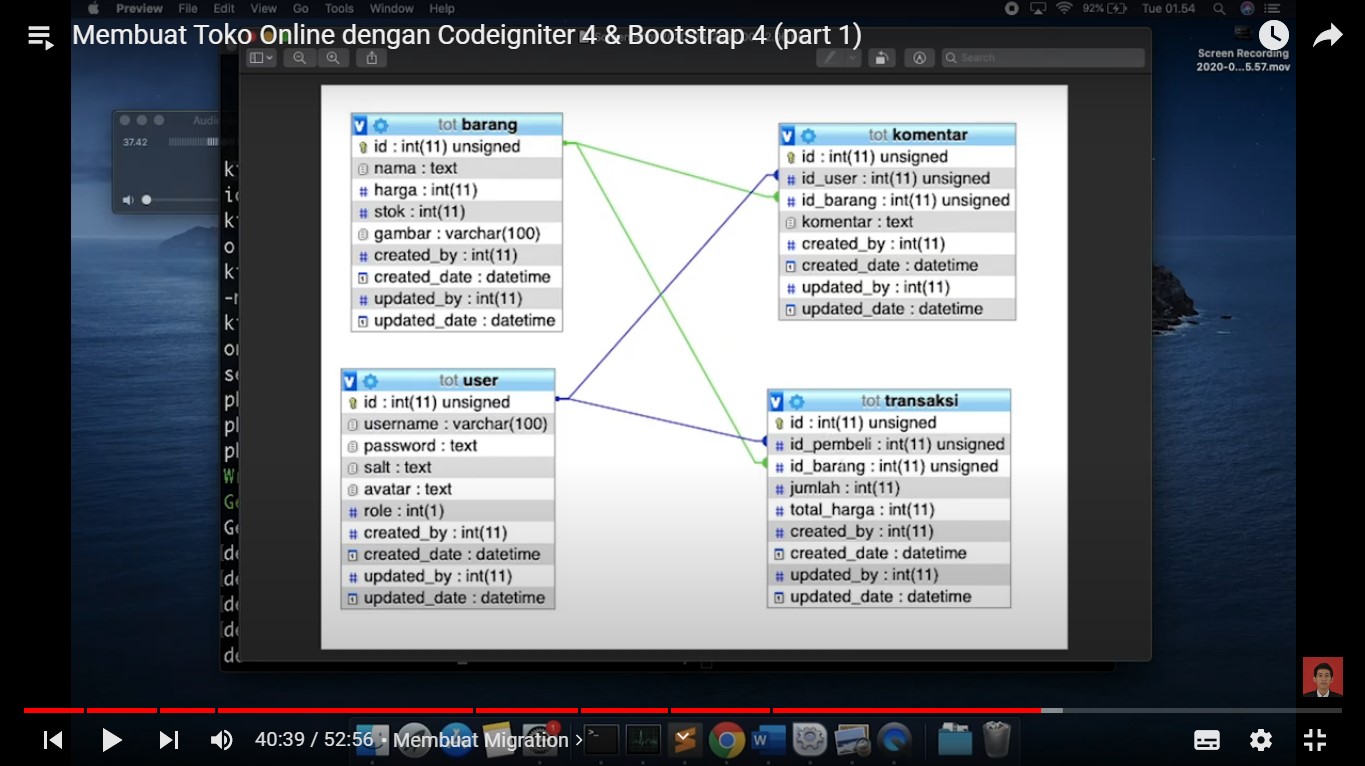 Preview File Edit View Go Tools Window Help 92% Tue 01.54
Membuat Toko Online dengan Codeigniter 4 & Bootstrap 4 (part 1)
Search
Screen Recording
2020-0...5.57.mov
37.42
tot barang
id : int(11) unsigned
nama : text
harga : int(11)
stok : int(11)
gambar : varchar(100)
created_by : int(11)
created_date : datetime
updated_by : int(11)
updated_date : datetime
tot komentar
id : int(11) unsigned
id_user : int(11) unsigned
id_barang : int(11) unsigned
komentar : text
created_by : int(11)
created_date : datetime
updated_by : int(11)
updated_date : datetime
tot user
id : int(11) unsigned
username : varchar(100)
password : text
salt : text
avatar : text
role : int(1)
created_by : int(11)
created_date : datetime
updated_by : int(11)
updated_date : datetime
tot transaksi
id : int(11) unsigned
id_pembeli : int(11) unsigned
id_barang : int(11) unsigned
jumlah : int(11)
total_harga : int(11)
created_by : int(11)
created_date : datetime
updated_by : int(11)
updated_date : datetime
40:39 / 52:56 • Membuat Migration >